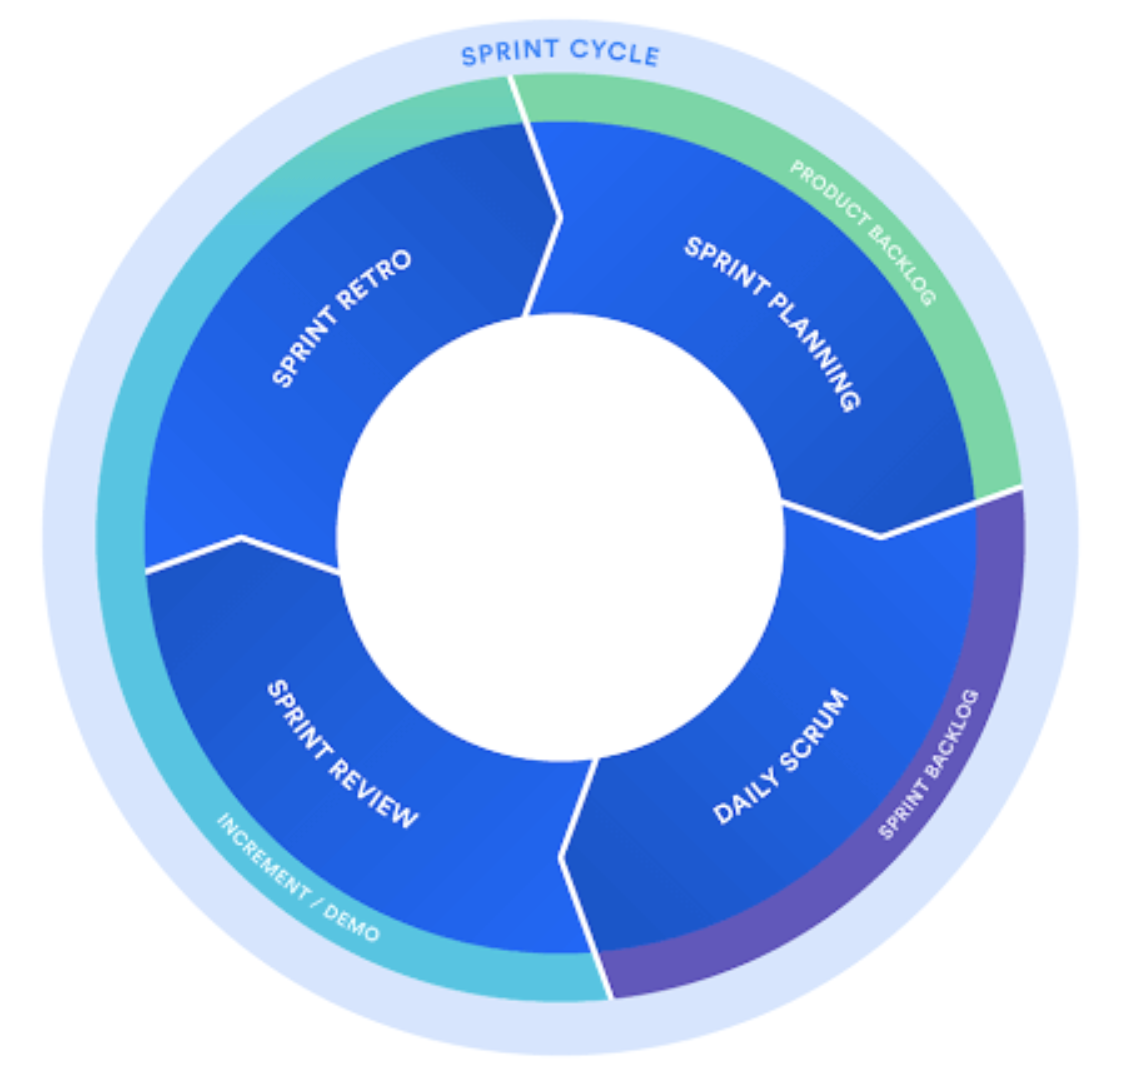 SPRINT CYCLE
PRODUCT BACKLOG
SPRINT PLANNING
SPRINT BACKLOG
DAILY SCRUM
INCREMENT / DEMO
SPRINT REVIEW
SPRINT RETRO